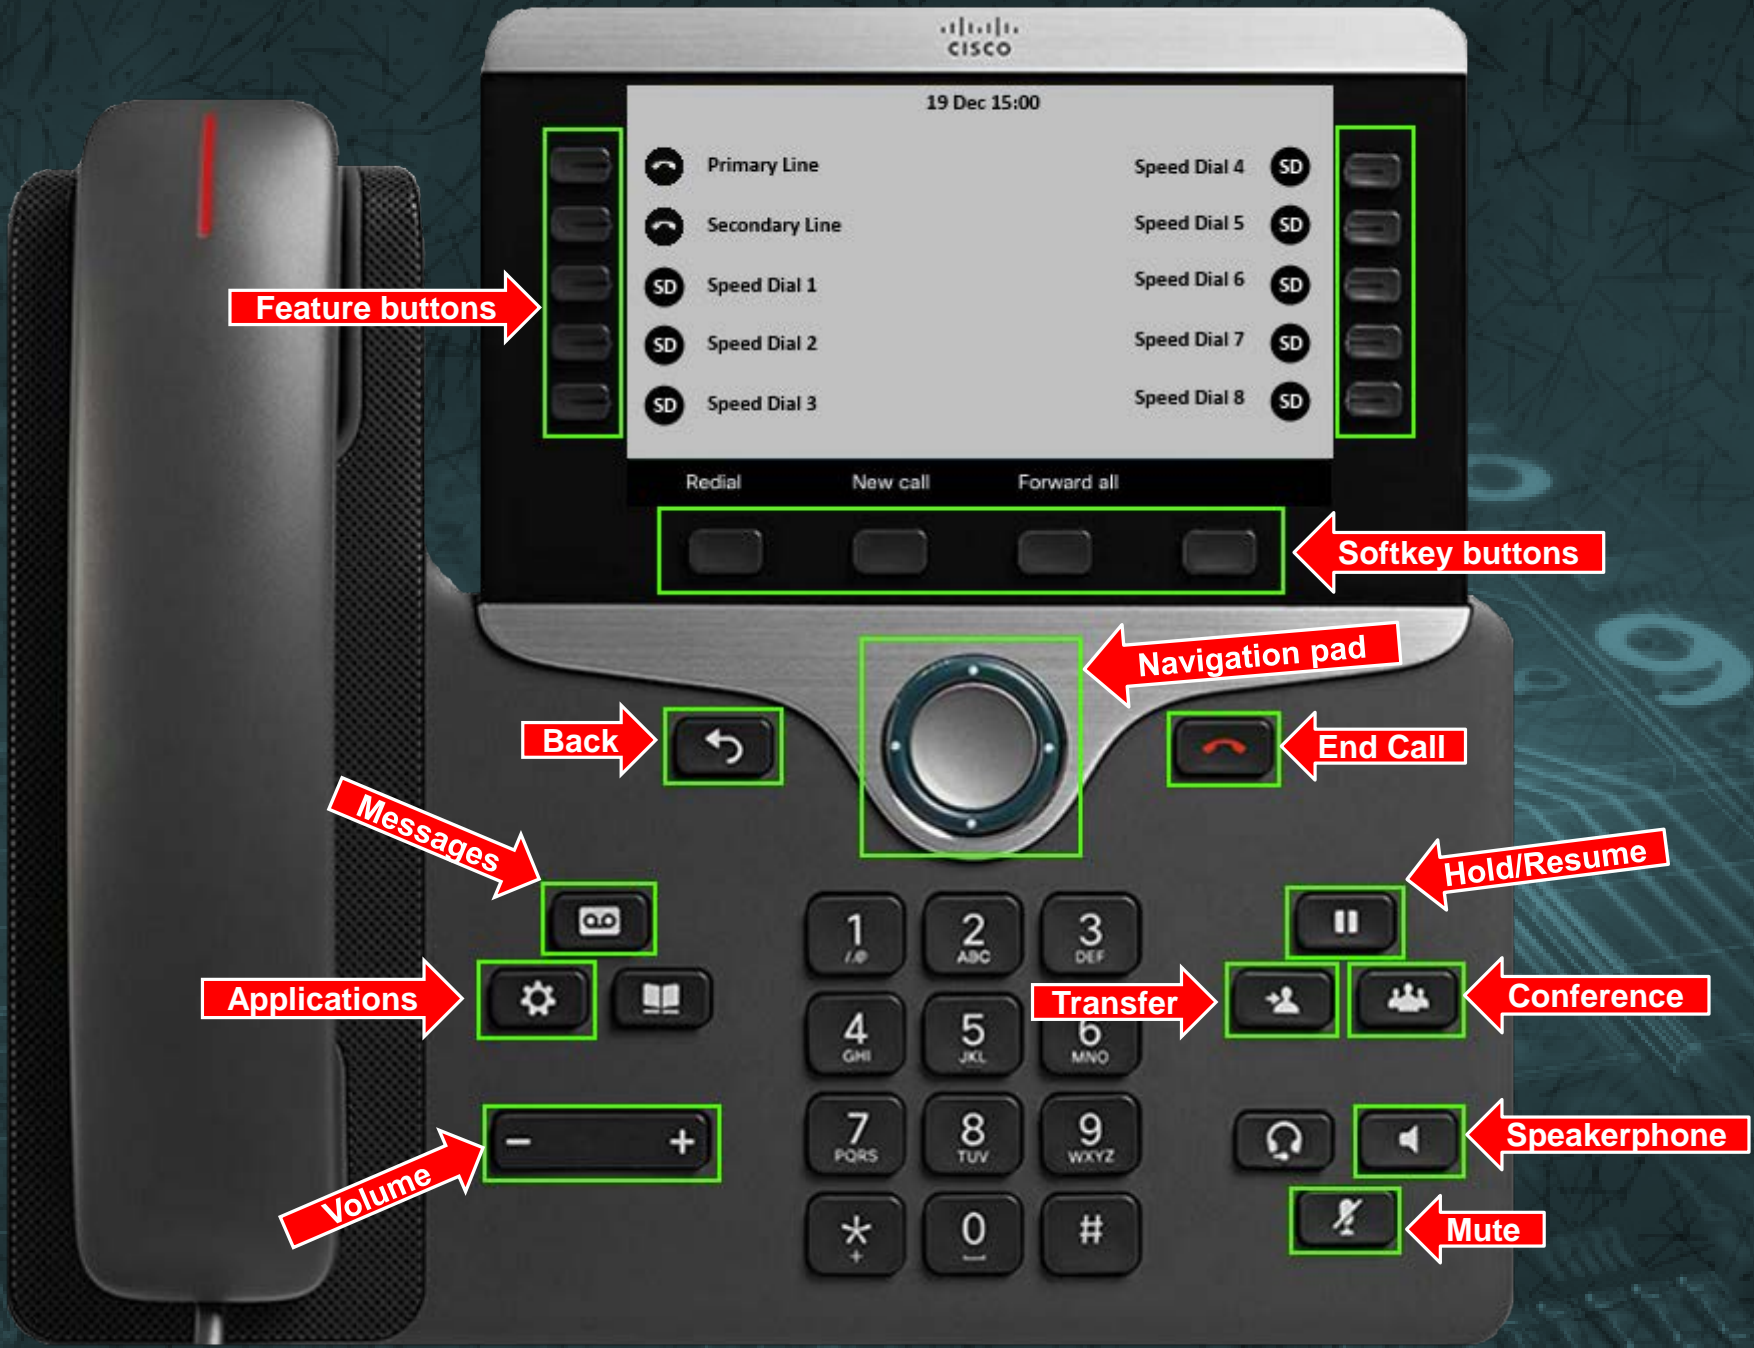 CISCO
19 Dec 15:00
Primary Line
Secondary Line
SD Speed Dial 1
SD Speed Dial 2
SD Speed Dial 3
Speed Dial 4 SD
Speed Dial 5 SD
Speed Dial 6 SD
Speed Dial 7 SD
Speed Dial 8 SD
Feature buttons
Redial New call Forward all
Softkey buttons
Navigation pad
Back
End Call
Messages
Hold/Resume
Applications
Transfer
Conference
Volume
Speakerphone
Mute
1 2 3
/.@ ABC DEF
4 5 6
GHI JKL MNO
7 8 9
PQRS TUV WXYZ
* 0 #
+
- +
9